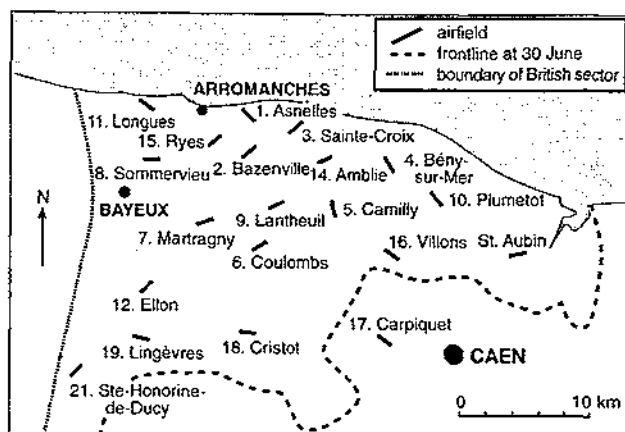 airfield
frontline at 30 June
boundary of British sector
ARROMANCHES
1. Asnelles
11. Longues
3. Sainte-Croix
15. Ryes
2. Bazenville
14. Amblie
4. Bény-
sur-Mer
8. Sommervieu
BAYEUX
10. Plumetot
9. Lantheuil
5. Camilly
7. Martragny
16. Villons
St. Aubin
6. Coulombs
N
12. Ellon
17. Carpiquet
19. Lingèvres
18. Cristot
CAEN
21. Ste-Honorine-
de-Ducy
0 10 km